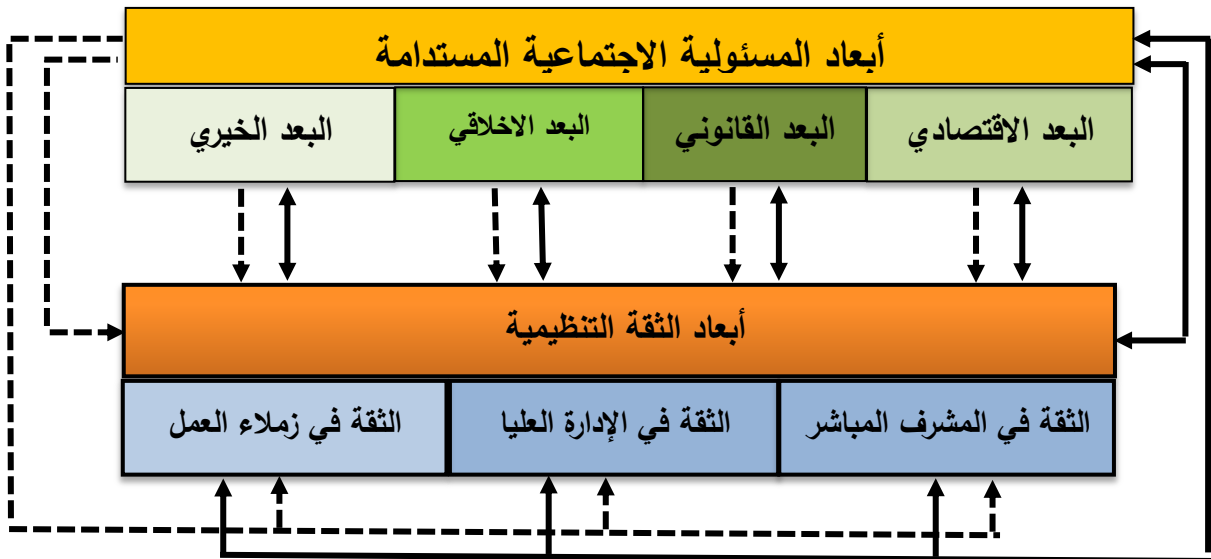 أبعاد المسئولية الاجتماعية المستدامة
البعد الاقتصادي
البعد القانوني
البعد الاخلاقي
البعد الخيري
أبعاد الثقة التنظيمية
الثقة في المشرف المباشر
الثقة في الإدارة العليا
الثقة في زملاء العمل